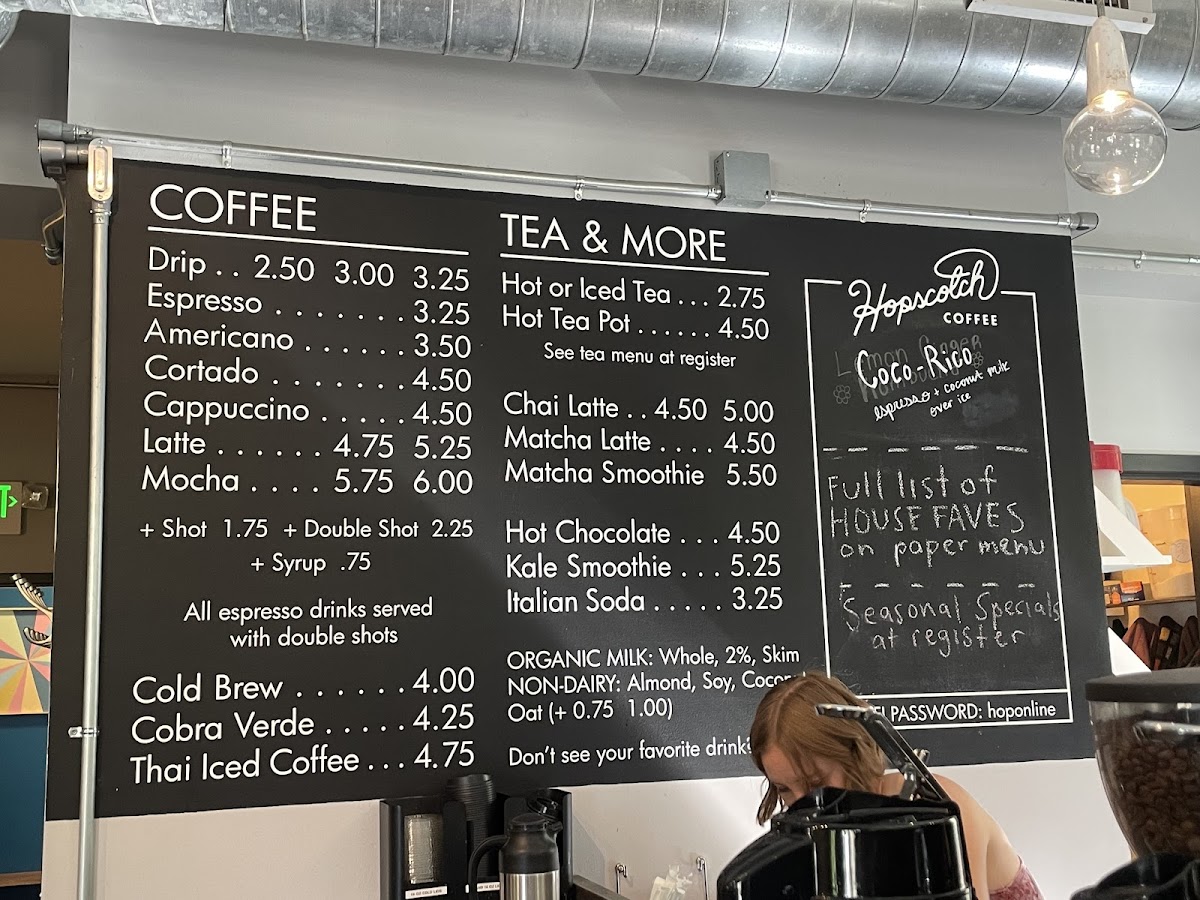 COFFEE
Drip . . 2.50 3.00 3.25
Espresso . . . . . . . 3.25
Americano . . . . . . 3.50
Cortado . . . . . . . 4.50
Cappuccino . . . . . 4.50
Latte . . . . . . 4.75 5.25
Mocha . . . . 5.75 6.00
+ Shot 1.75 + Double Shot 2.25
+ Syrup .75
All espresso drinks served
with double shots
Cold Brew . . . . . . 4.00
Cobra Verde . . . . . 4.25
Thai Iced Coffee . . . 4.75
TEA & MORE
Hot or Iced Tea . . . 2.75
Hot Tea Pot . . . . . . 4.50
See tea menu at register
Chai Latte . . 4.50 5.00
Matcha Latte . . . . 4.50
Matcha Smoothie 5.50
Hot Chocolate . . . 4.50
Kale Smoothie . . . 5.25
Italian Soda . . . . . 3.25
ORGANIC MILK: Whole, 2%, Skim
NON-DAIRY: Almond, Soy,
Oat (+ 0.75 1.00)
Don't see your favorite drink?
Hopscotch
COFFEE
Coco-Rico
espresso + coconut milk
over ice
Full list of
HOUSE FAVES
on paper menu
Seasonal Specials
at register
PASSWORD: hoponline